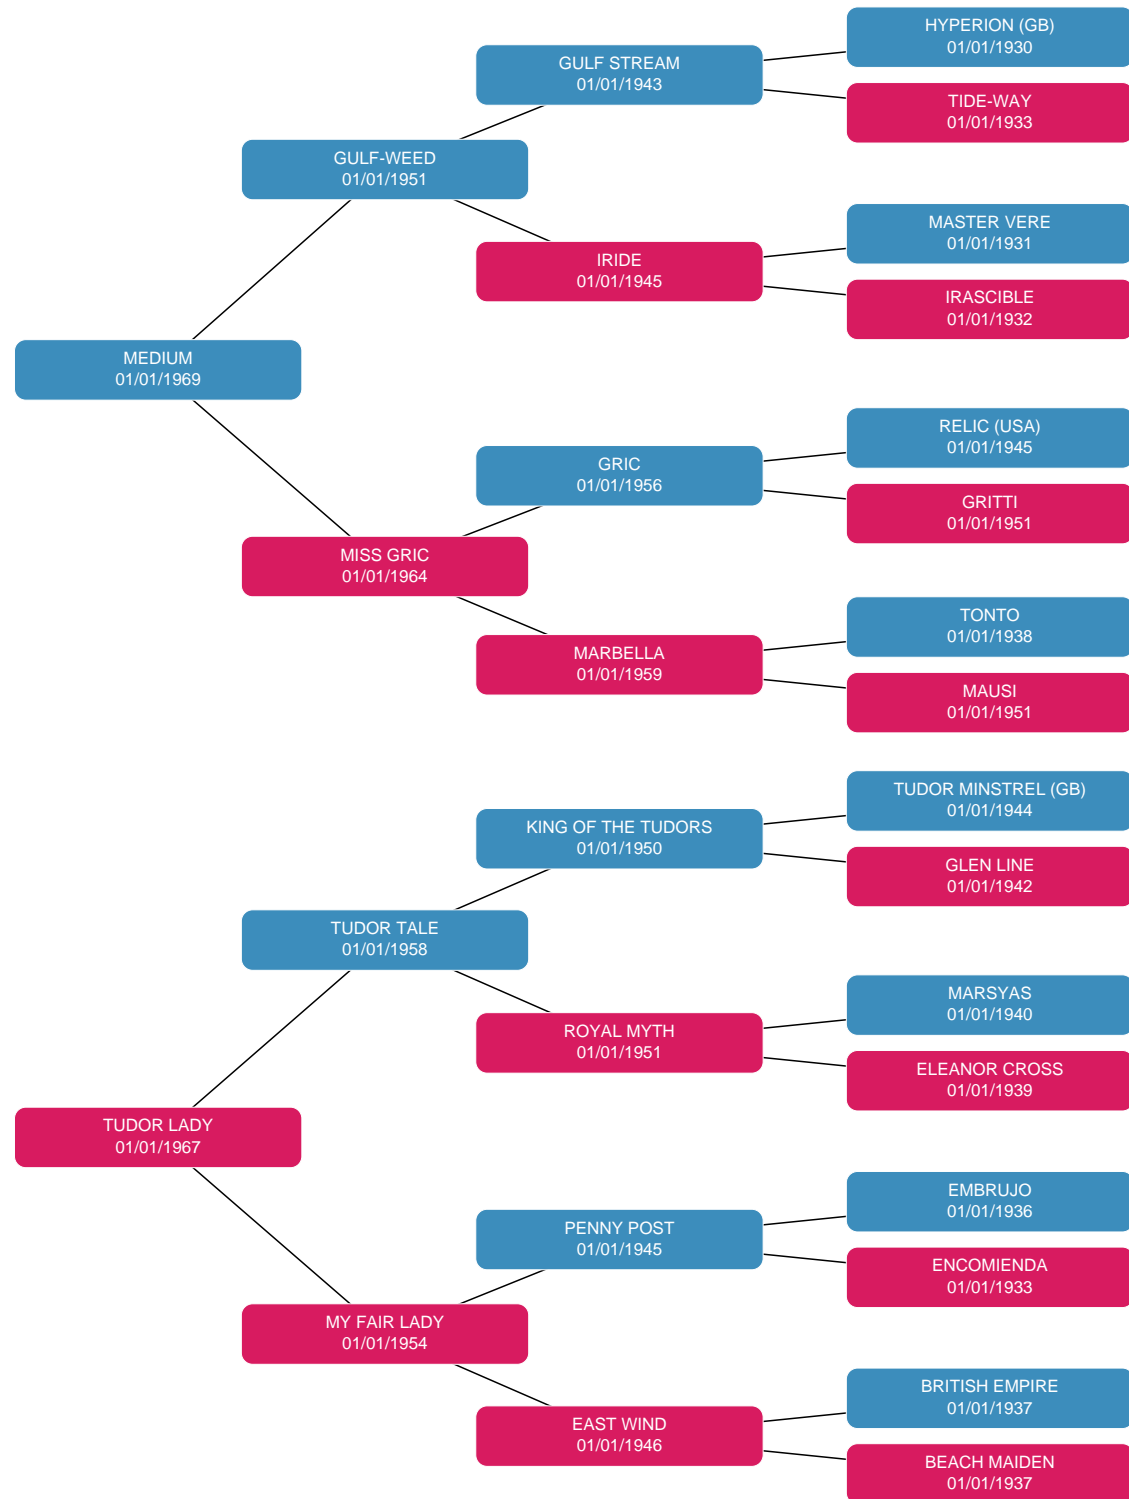 HYPERION (GB)
01/01/1930
GULF STREAM
01/01/1943
TIDE-WAY
01/01/1933
GULF-WEED
01/01/1951
MASTER VERE
01/01/1931
IRIDE
01/01/1945
IRASCIBLE
01/01/1932
MEDIUM
01/01/1969
RELIC (USA)
01/01/1945
GRIC
01/01/1956
GRITTI
01/01/1951
MISS GRIC
01/01/1964
TONTO
01/01/1938
MARBELLA
01/01/1959
MAUSI
01/01/1951
TUDOR MINSTREL (GB)
01/01/1944
KING OF THE TUDORS
01/01/1950
GLEN LINE
01/01/1942
TUDOR TALE
01/01/1958
MARSYAS
01/01/1940
ROYAL MYTH
01/01/1951
ELEANOR CROSS
01/01/1939
TUDOR LADY
01/01/1967
EMBRUJO
01/01/1936
PENNY POST
01/01/1945
ENCOMIENDA
01/01/1933
MY FAIR LADY
01/01/1954
BRITISH EMPIRE
01/01/1937
EAST WIND
01/01/1946
BEACH MAIDEN
01/01/1937